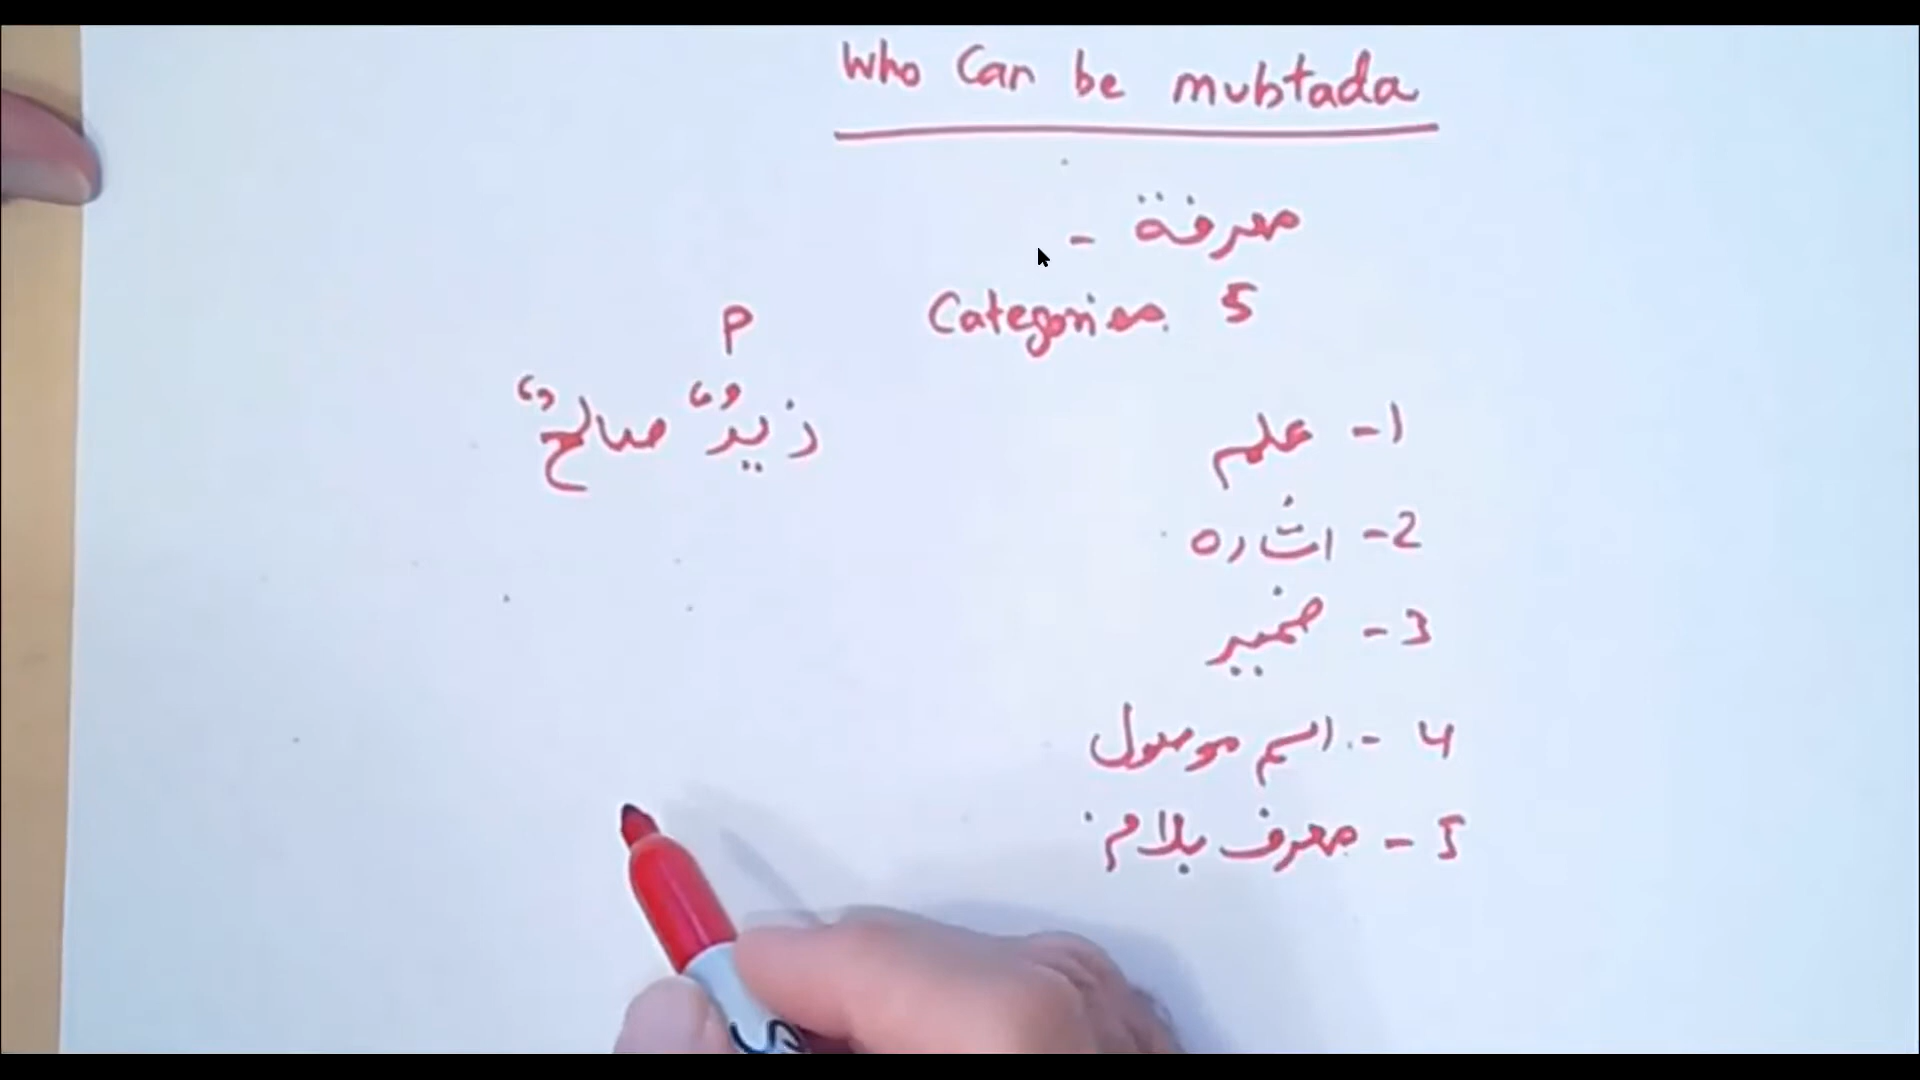 Who Can be mubtada
معرفة -
Categories 5
P
زيدٌ صالحٌ
1- علم
2- اشاره
3- ضمير
4- اسم موصول
5- معرف بلام